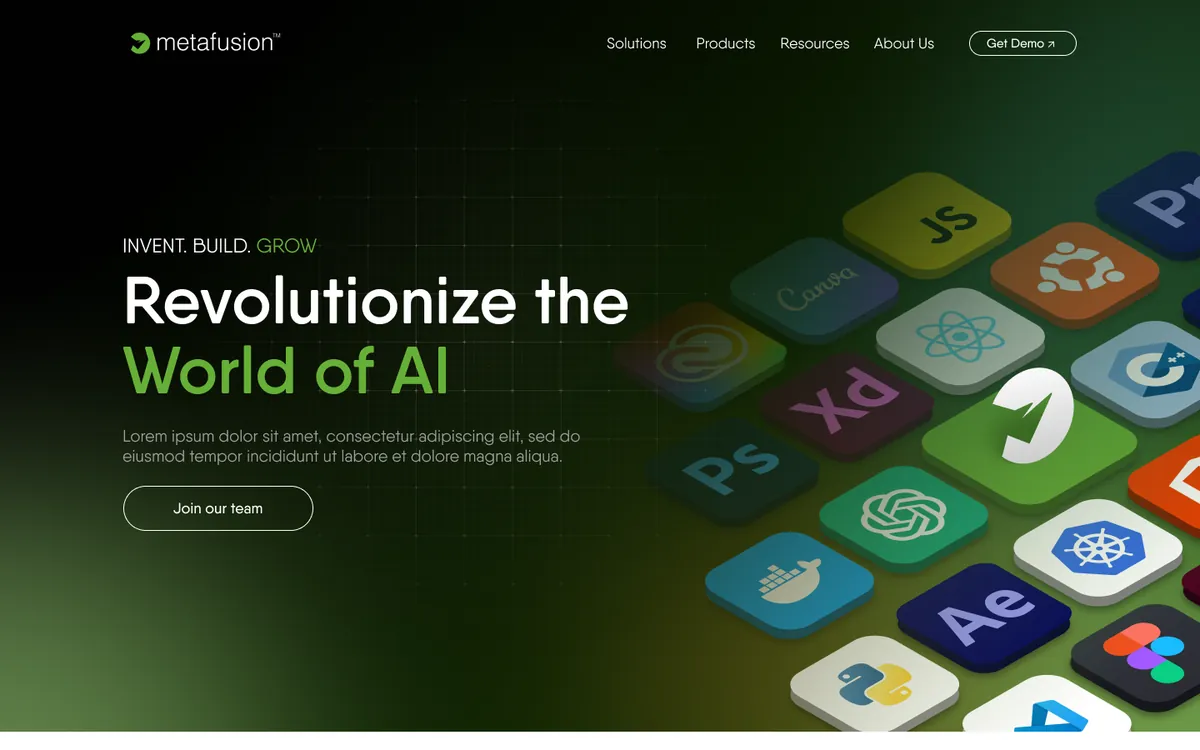 metafusion™
Solutions Products Resources About Us Get Demo ↗
INVENT. BUILD. GROW
Revolutionize the
World of AI
Lorem ipsum dolor sit amet, consectetur adipiscing elit, sed do
eiusmod tempor incididunt ut labore et dolore magna aliqua.
Join our team
JS
Pr
Canva
Xd
Ps
C++
Ae